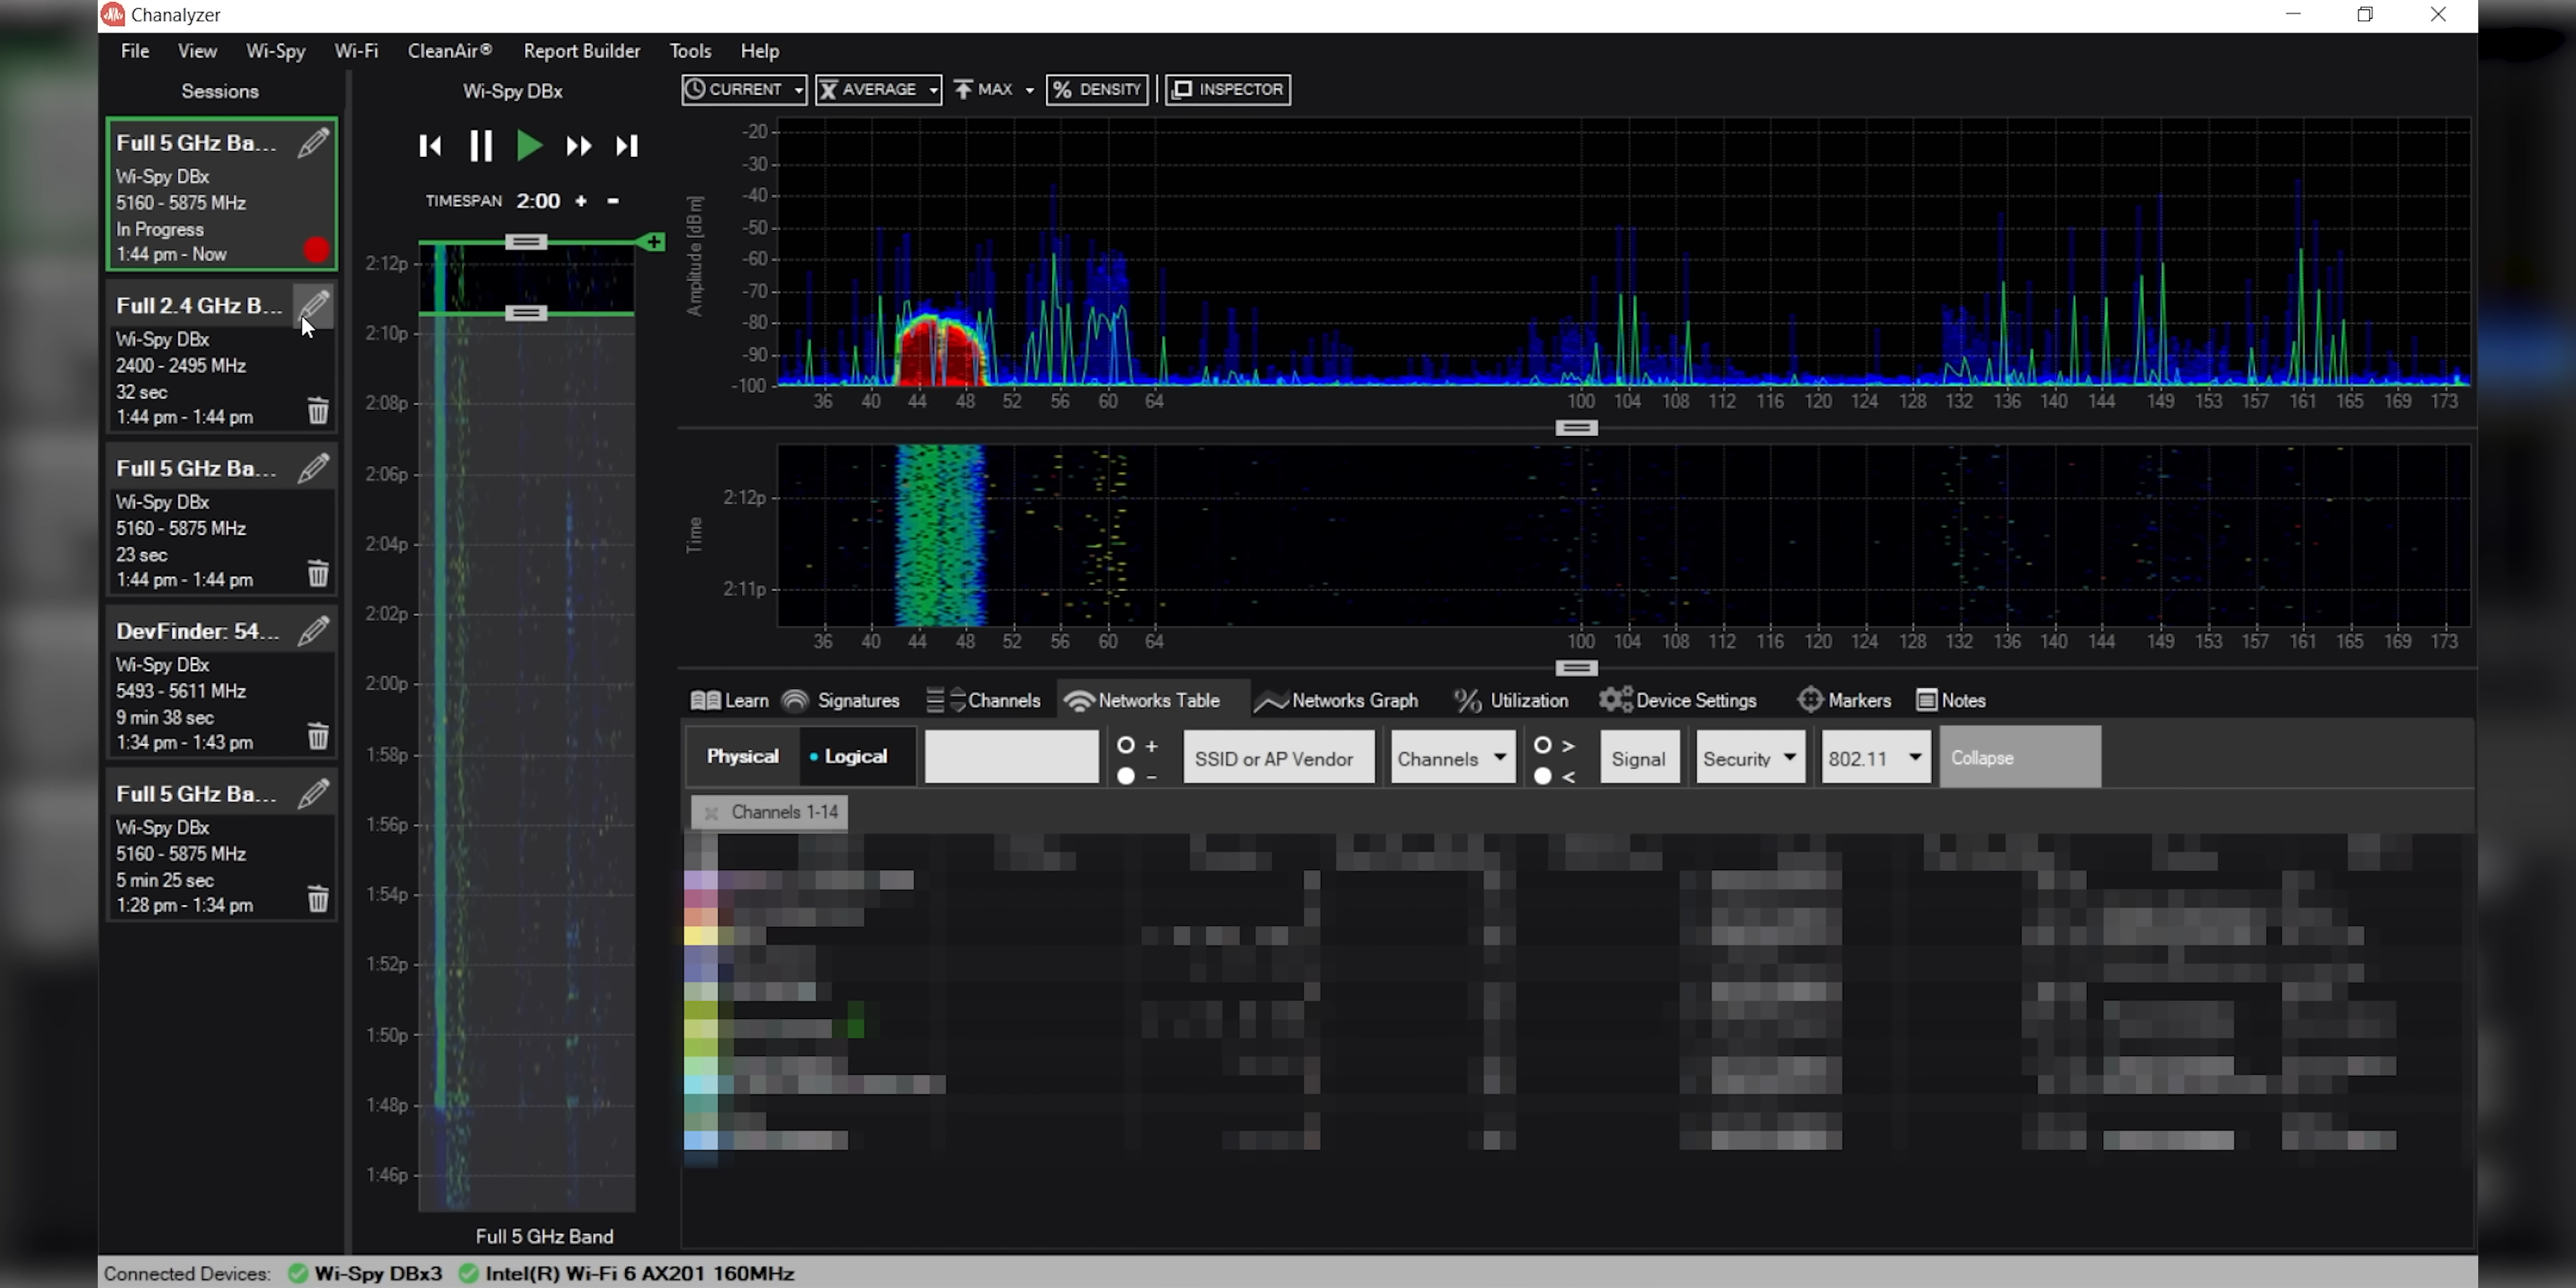 Chanalyzer
File View Wi-Spy Wi-Fi CleanAir® Report Builder Tools Help
Sessions
Full 5 GHz Ba...
Wi-Spy DBx
5160 - 5875 MHz
In Progress
1:44 pm - Now
Full 2.4 GHz B...
Wi-Spy DBx
2400 - 2495 MHz
32 sec
1:44 pm - 1:44 pm
Full 5 GHz Ba...
Wi-Spy DBx
5160 - 5875 MHz
23 sec
1:44 pm - 1:44 pm
DevFinder: 54...
Wi-Spy DBx
5493 - 5611 MHz
9 min 38 sec
1:34 pm - 1:43 pm
Full 5 GHz Ba...
Wi-Spy DBx
5160 - 5875 MHz
5 min 25 sec
1:28 pm - 1:34 pm
Wi-Spy DBx
TIMESPAN 2:00 + -
2:12p
2:10p
2:08p
2:06p
2:04p
2:02p
2:00p
1:58p
1:56p
1:54p
1:52p
1:50p
1:48p
1:46p
Full 5 GHz Band
CURRENT AVERAGE MAX % DENSITY INSPECTOR
Amplitude [dBm]
-20
-30
-40
-50
-60
-70
-80
-90
-100
36 40 44 48 52 56 60 64 100 104 108 112 116 120 124 128 132 136 140 144 149 153 157 161 165 169 173
Time
2:12p
2:11p
36 40 44 48 52 56 60 64 100 104 108 112 116 120 124 128 132 136 140 144 149 153 157 161 165 169 173
Learn Signatures Channels Networks Table Networks Graph Utilization Device Settings Markers Notes
Physical Logical + - SSID or AP Vendor Channels > < Signal Security 802.11 Collapse
Channels 1-14
Connected Devices: Wi-Spy DBx3 Intel(R) Wi-Fi 6 AX201 160MHz